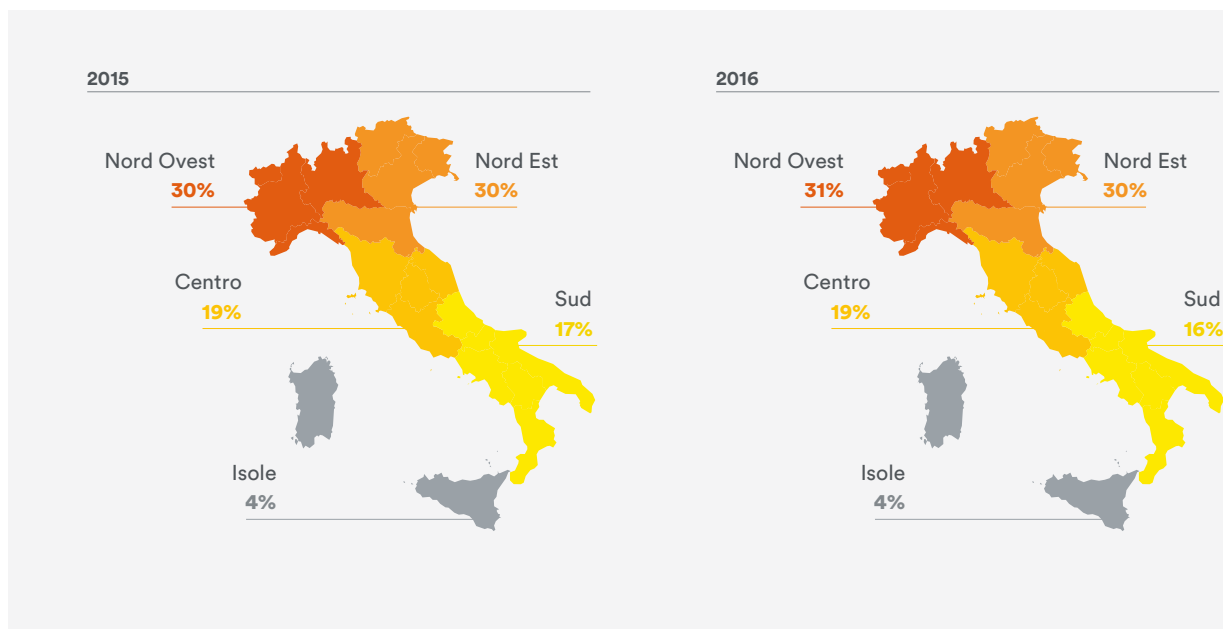 2015
Nord Ovest
30%
Nord Est
30%
Centro
19%
Sud
17%
Isole
4%
2016
Nord Ovest
31%
Nord Est
30%
Centro
19%
Sud
16%
Isole
4%